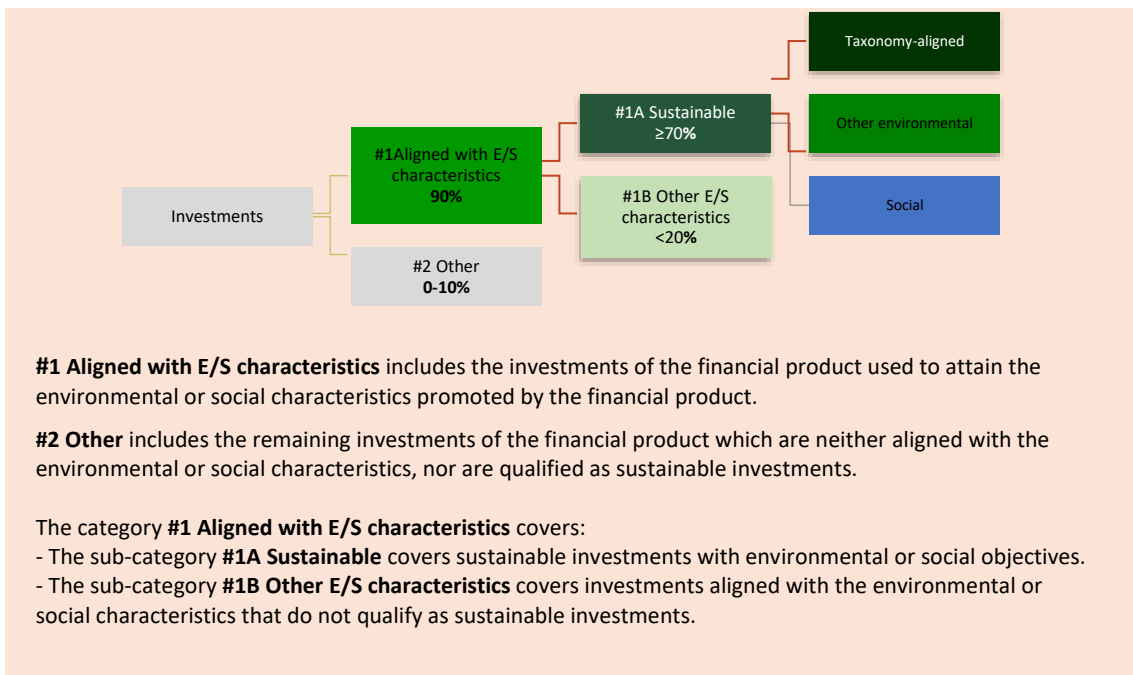 Taxonomy-aligned
#1A Sustainable
≥70%
Other environmental
#1Aligned with E/S
characteristics
90%
#1B Other E/S
characteristics
<20%
Investments
Social
#2 Other
0-10%
#1 Aligned with E/S characteristics includes the investments of the financial product used to attain the
environmental or social characteristics promoted by the financial product.
#2 Other includes the remaining investments of the financial product which are neither aligned with the
environmental or social characteristics, nor are qualified as sustainable investments.
The category #1 Aligned with E/S characteristics covers:
- The sub-category #1A Sustainable covers sustainable investments with environmental or social objectives.
- The sub-category #1B Other E/S characteristics covers investments aligned with the environmental or
social characteristics that do not qualify as sustainable investments.